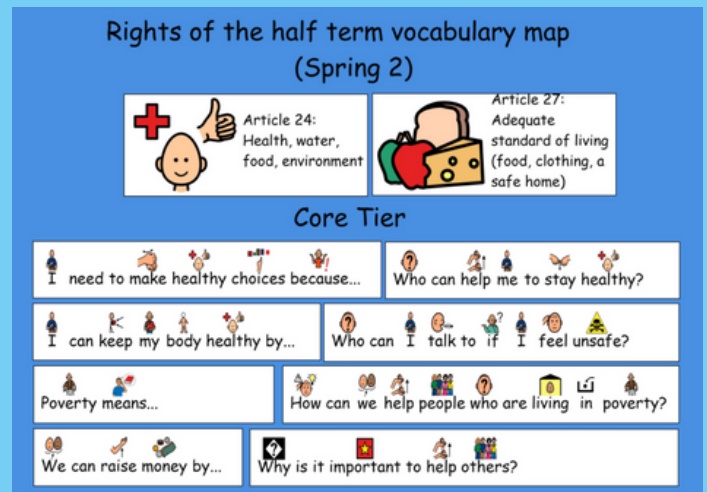 Rights of the half term vocabulary map
(Spring 2)
Article 24:
Health, water,
food, environment
Article 27:
Adequate
standard of living
(food, clothing, a
safe home)
Core Tier
I need to make healthy choices because...
Who can help me to stay healthy?
I can keep my body healthy by...
Who can I talk to if I feel unsafe?
Poverty means...
How can we help people who are living in poverty?
We can raise money by...
Why is it important to help others?